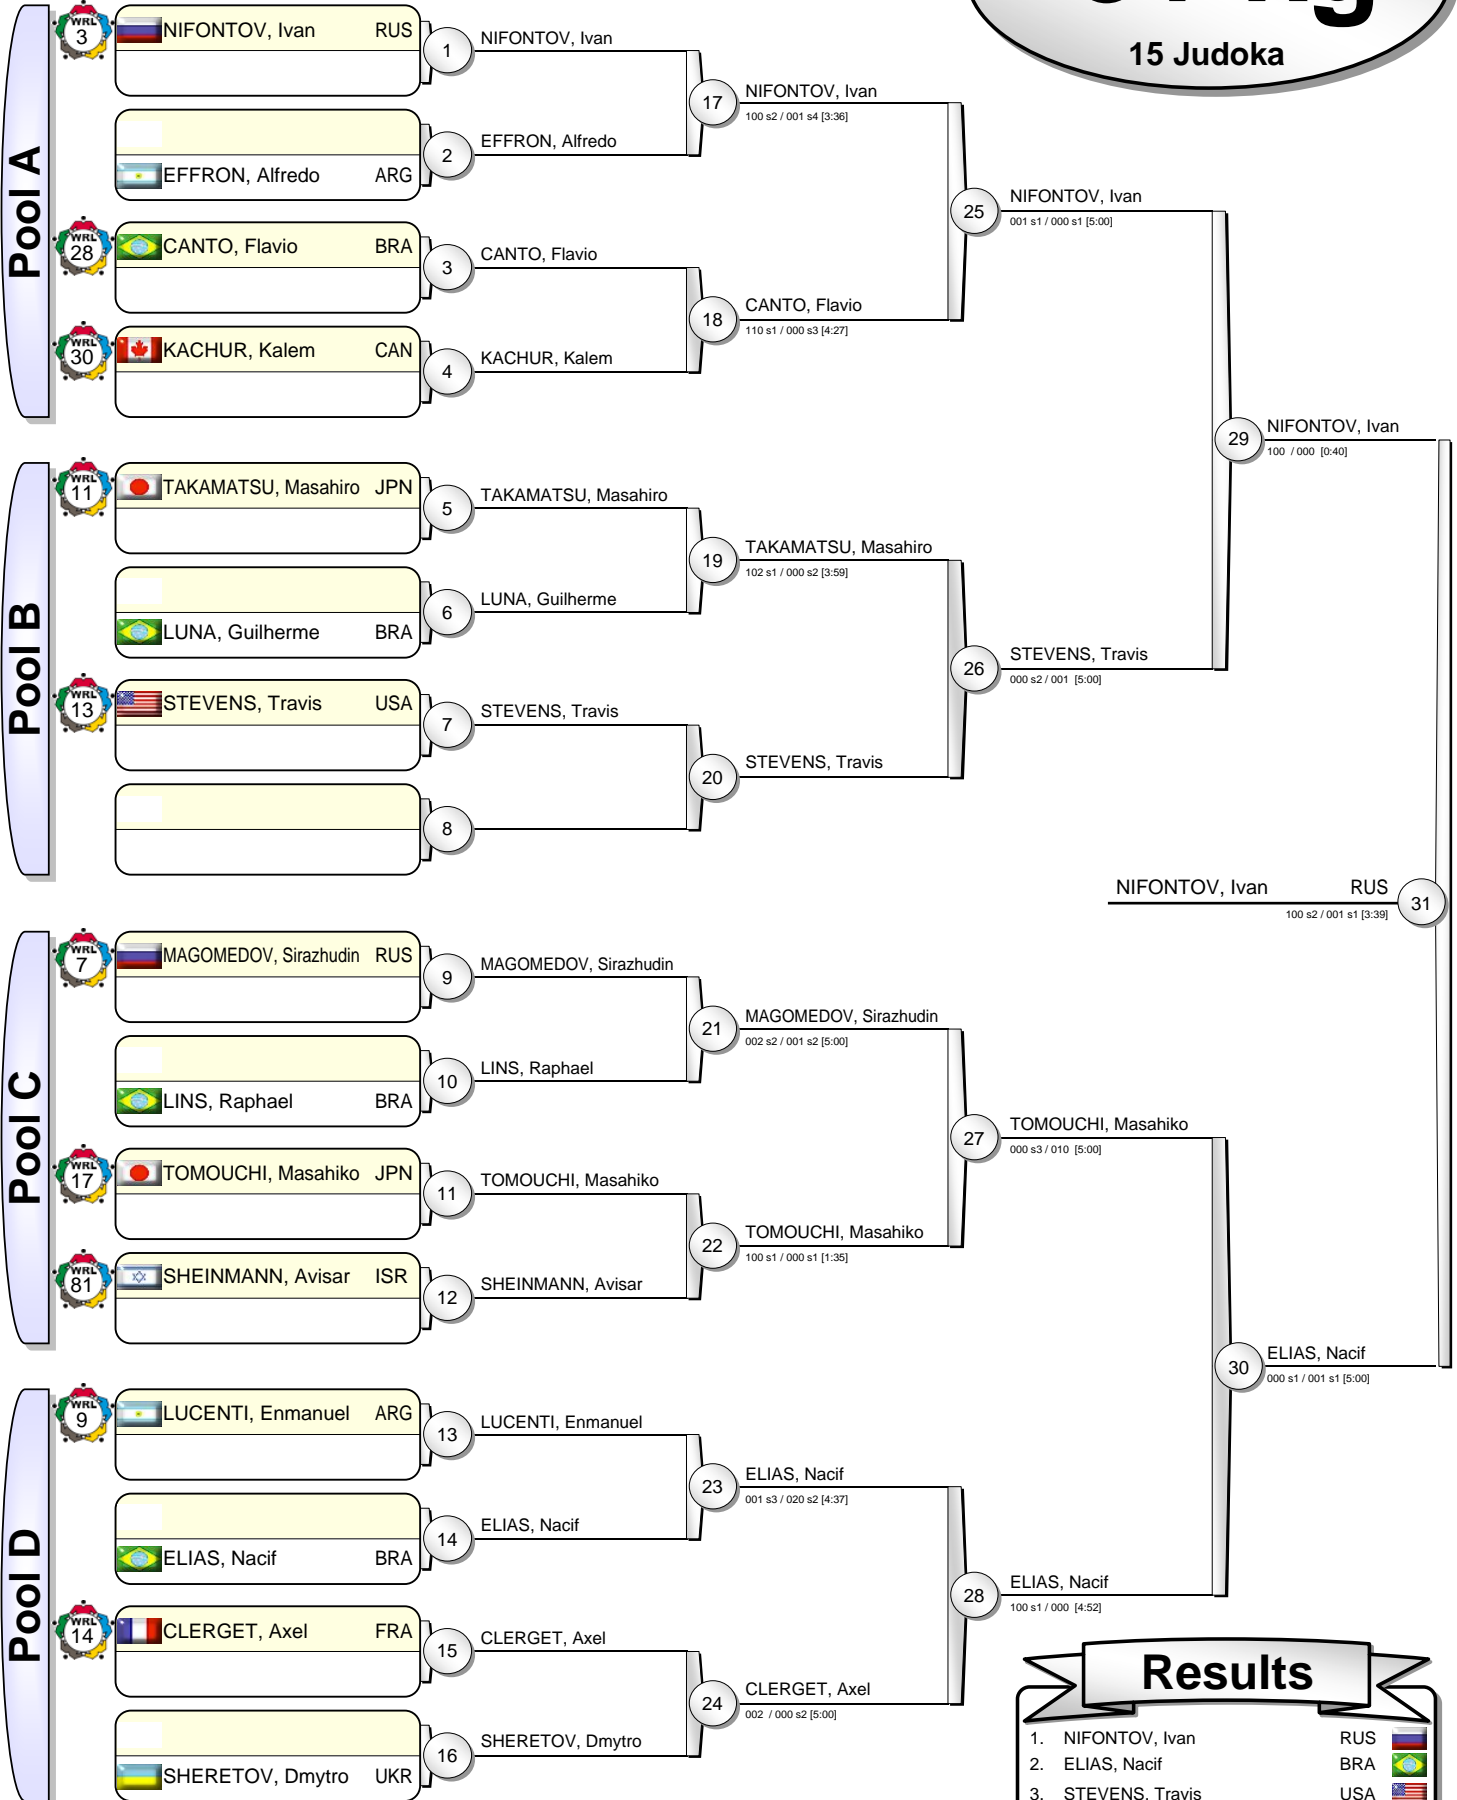 15 Judoka
Pool A
WRL 3
NIFONTOV, Ivan RUS
1
NIFONTOV, Ivan
EFFRON, Alfredo ARG
2
EFFRON, Alfredo
17
NIFONTOV, Ivan
100 s2 / 001 s4 [3:36]
WRL 28
CANTO, Flavio BRA
3
CANTO, Flavio
WRL 30
KACHUR, Kalem CAN
4
KACHUR, Kalem
18
CANTO, Flavio
110 s1 / 000 s3 [4:27]
25
NIFONTOV, Ivan
001 s1 / 000 s1 [5:00]
Pool B
WRL 11
TAKAMATSU, Masahiro JPN
5
TAKAMATSU, Masahiro
LUNA, Guilherme BRA
6
LUNA, Guilherme
19
TAKAMATSU, Masahiro
102 s1 / 000 s2 [3:59]
WRL 13
STEVENS, Travis USA
7
STEVENS, Travis
8
20
STEVENS, Travis
26
STEVENS, Travis
000 s2 / 001 [5:00]
29
NIFONTOV, Ivan
100 / 000 [0:40]
NIFONTOV, Ivan RUS
100 s2 / 001 s1 [3:39]
31
Pool C
WRL 7
MAGOMEDOV, Sirazhudin RUS
9
MAGOMEDOV, Sirazhudin
LINS, Raphael BRA
10
LINS, Raphael
21
MAGOMEDOV, Sirazhudin
002 s2 / 001 s2 [5:00]
WRL 17
TOMOUCHI, Masahiko JPN
11
TOMOUCHI, Masahiko
WRL 81
SHEINMANN, Avisar ISR
12
SHEINMANN, Avisar
22
TOMOUCHI, Masahiko
100 s1 / 000 s1 [1:35]
27
TOMOUCHI, Masahiko
000 s3 / 010 [5:00]
Pool D
WRL 9
LUCENTI, Enmanuel ARG
13
LUCENTI, Enmanuel
ELIAS, Nacif BRA
14
ELIAS, Nacif
23
ELIAS, Nacif
001 s3 / 020 s2 [4:37]
WRL 14
CLERGET, Axel FRA
15
CLERGET, Axel
SHERETOV, Dmytro UKR
16
SHERETOV, Dmytro
24
CLERGET, Axel
002 / 000 s2 [5:00]
28
ELIAS, Nacif
100 s1 / 000 [4:52]
30
ELIAS, Nacif
000 s1 / 001 s1 [5:00]
Results
1. NIFONTOV, Ivan RUS
2. ELIAS, Nacif BRA
3. STEVENS, Travis USA